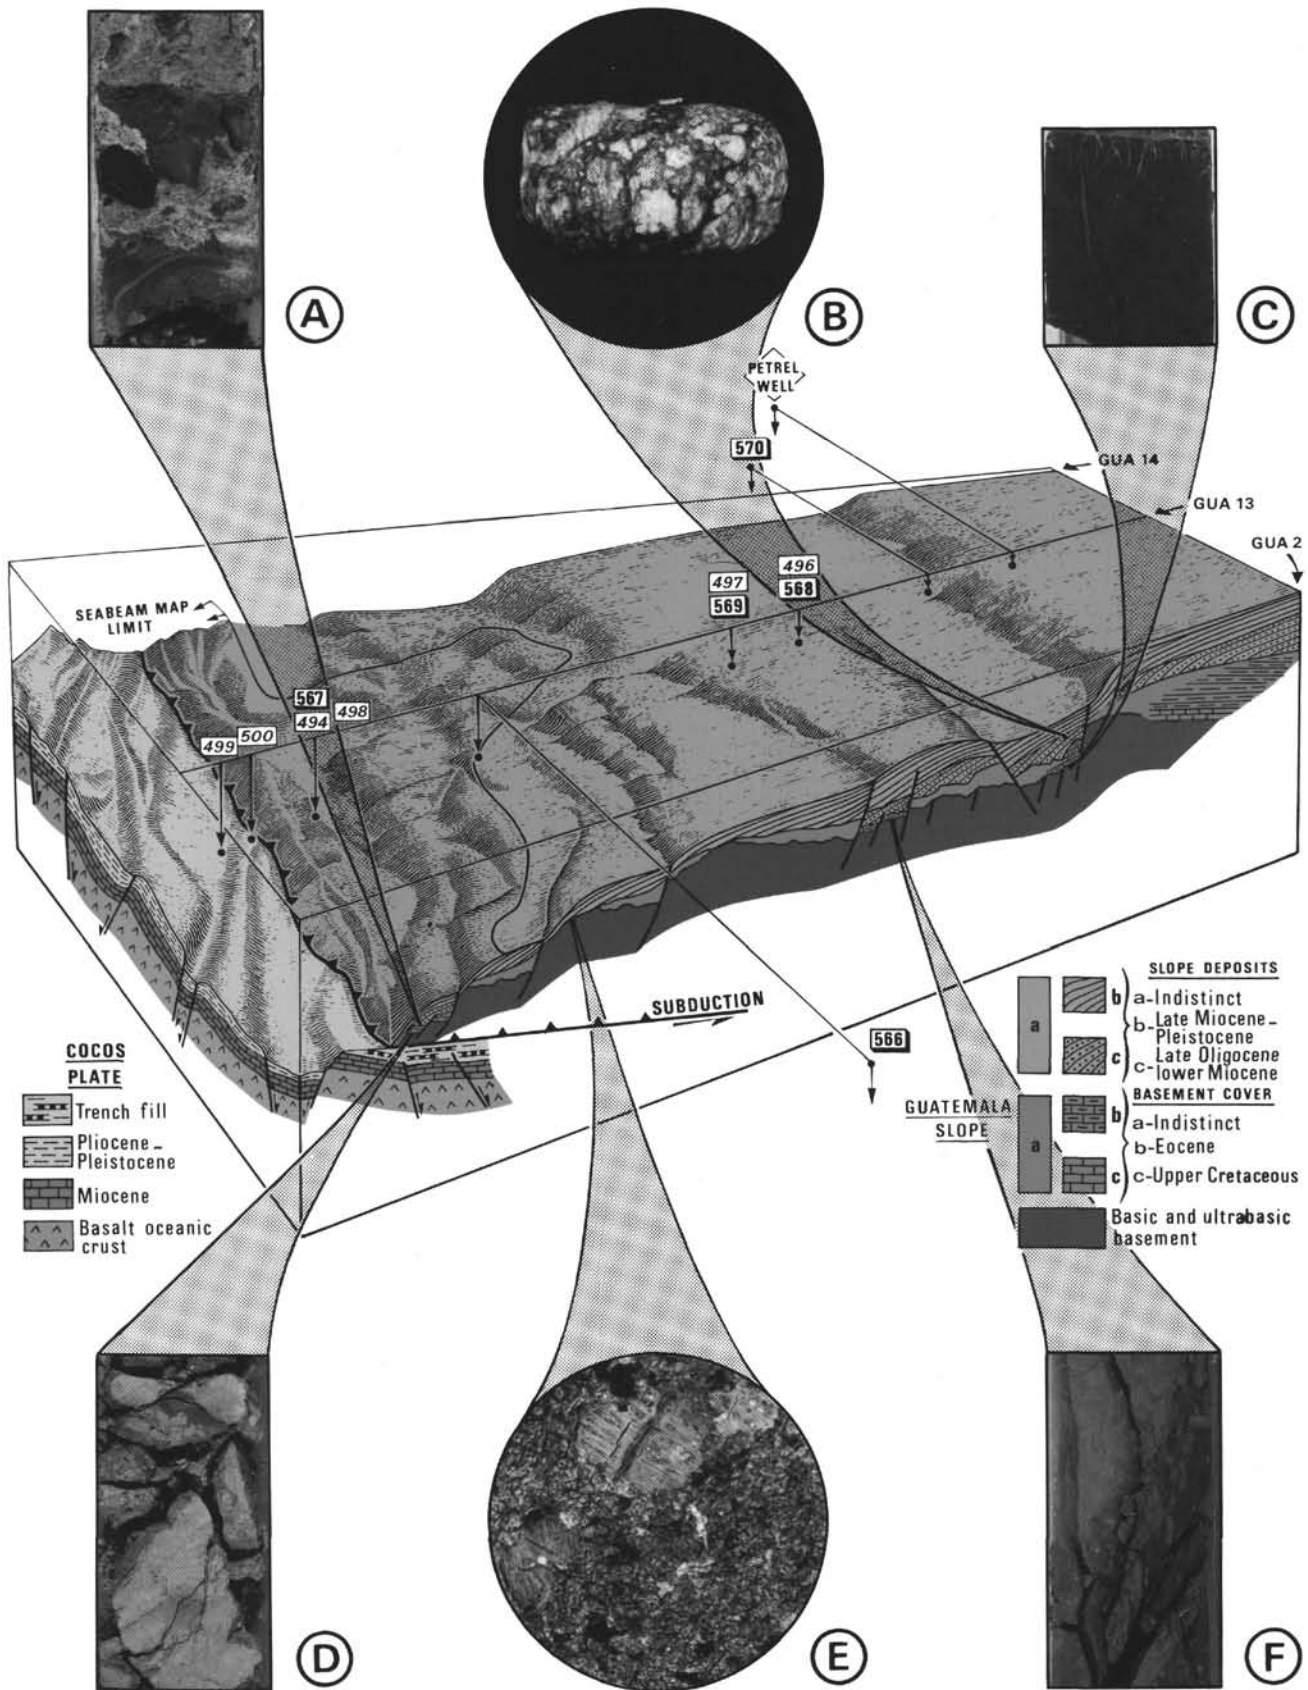 A
B
C
PETREL
WELL
570
GUA 14
GUA 13
GUA 2
497
569
496
568
SEABEAM MAP
LIMIT
567
494
498
499
500
SUBDUCTION
566
GUATEMALA
SLOPE
COCOS
PLATE
Trench fill
Pliocene -
Pleistocene
Miocene
Basalt oceanic
crust
SLOPE DEPOSITS
a
b
c
a-Indistinct
b-Late Miocene-
Pleistocene
c-Late Oligocene
lower Miocene
BASEMENT COVER
a
b
c
a-Indistinct
b-Eocene
c-Upper Cretaceous
Basic and ultrabasic
basement
D
E
F